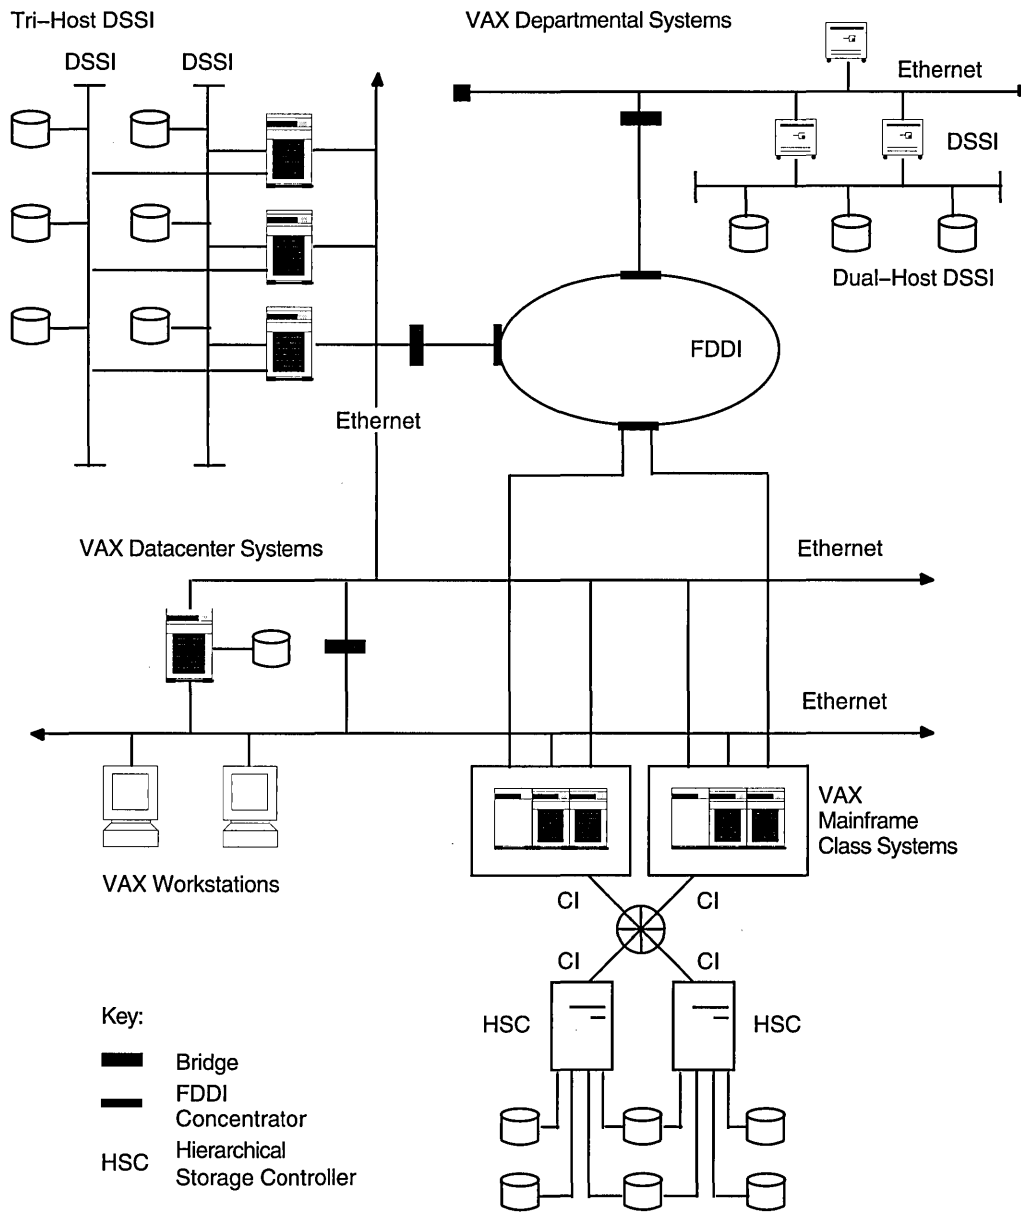 Tri–Host DSSI
VAX Departmental Systems
DSSI
DSSI
Ethernet
DSSI
Dual–Host DSSI
FDDI
Ethernet
VAX Datacenter Systems
Ethernet
Ethernet
VAX
Mainframe
Class Systems
VAX Workstations
CI
CI
CI
CI
HSC
HSC
Key:
Bridge
FDDI
Concentrator
HSC
Hierarchical
Storage Controller